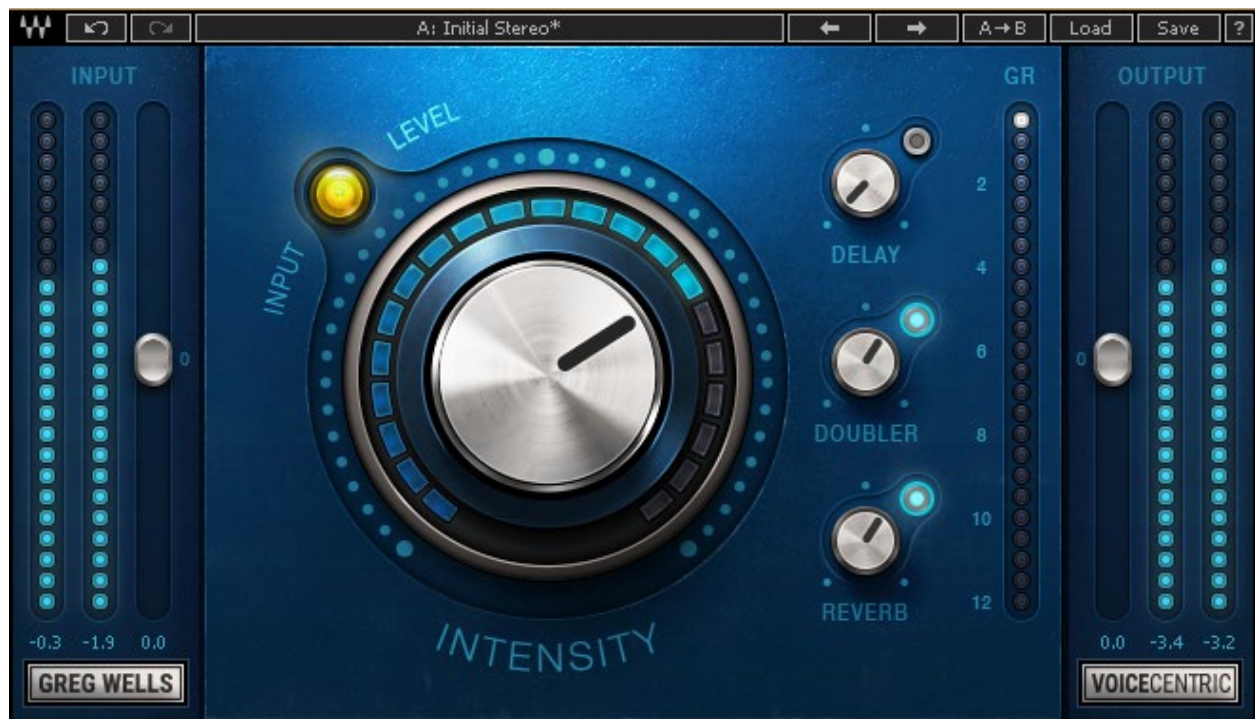 A: Initial Stereo*
A→B
Load
Save
?
INPUT
-0.3 -1.9 0.0
0
GREG WELLS
INPUT LEVEL
INTENSITY
DELAY
DOUBLER
REVERB
GR
2
4
6
8
10
12
OUTPUT
0
0.0 -3.4 -3.2
VOICECENTRIC